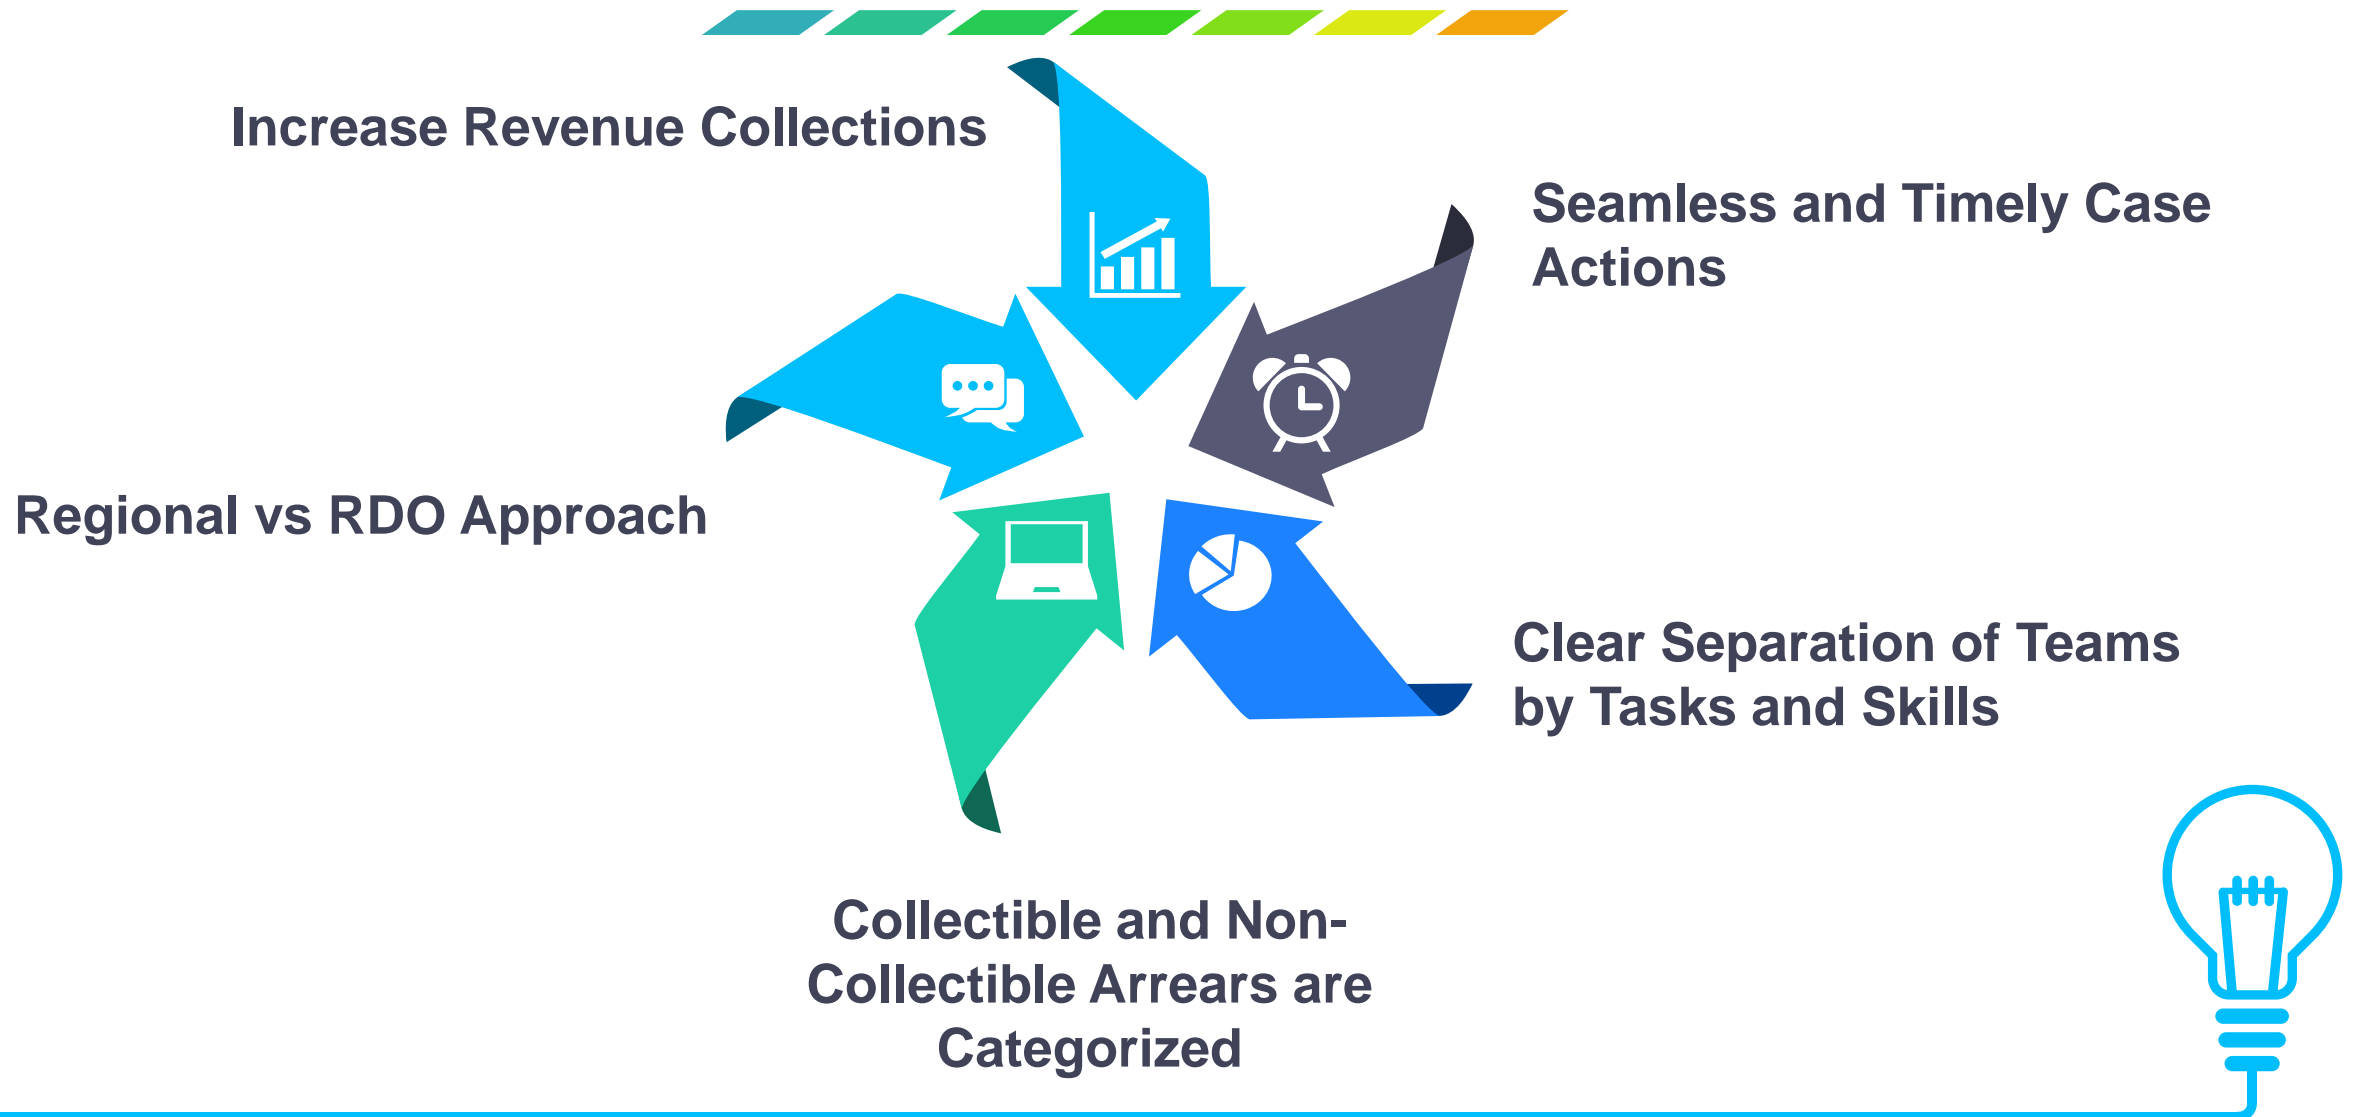 Increase Revenue Collections
Seamless and Timely Case
Actions
Regional vs RDO Approach
Clear Separation of Teams
by Tasks and Skills
Collectible and Non-
Collectible Arrears are
Categorized